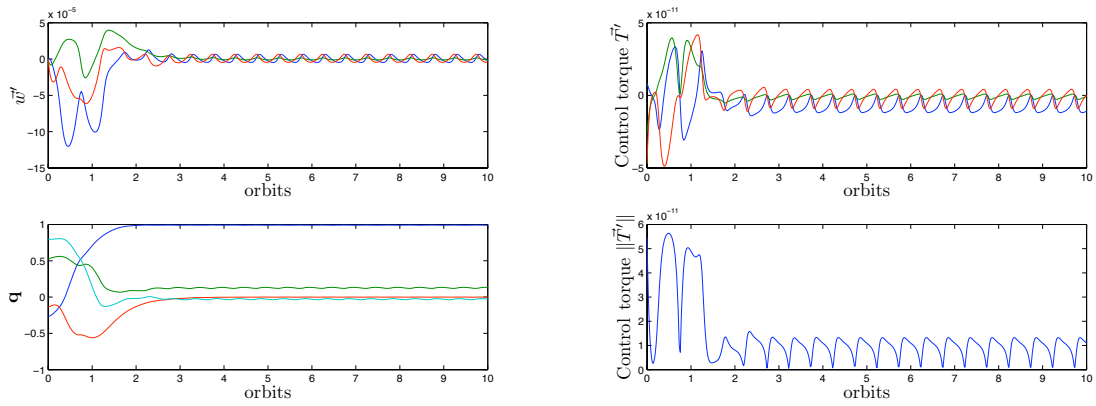 x 10⁻⁵
5
0
−5
−10
−15
0 1 2 3 4 5 6 7 8 9 10
orbits
w⃗′
x 10⁻¹¹
5
0
−5
0 1 2 3 4 5 6 7 8 9 10
orbits
Control torque T⃗′
1
0.5
0
−0.5
−1
0 1 2 3 4 5 6 7 8 9 10
orbits
q
x 10⁻¹¹
6
5
4
3
2
1
0
0 1 2 3 4 5 6 7 8 9 10
orbits
Control torque ||T⃗′||